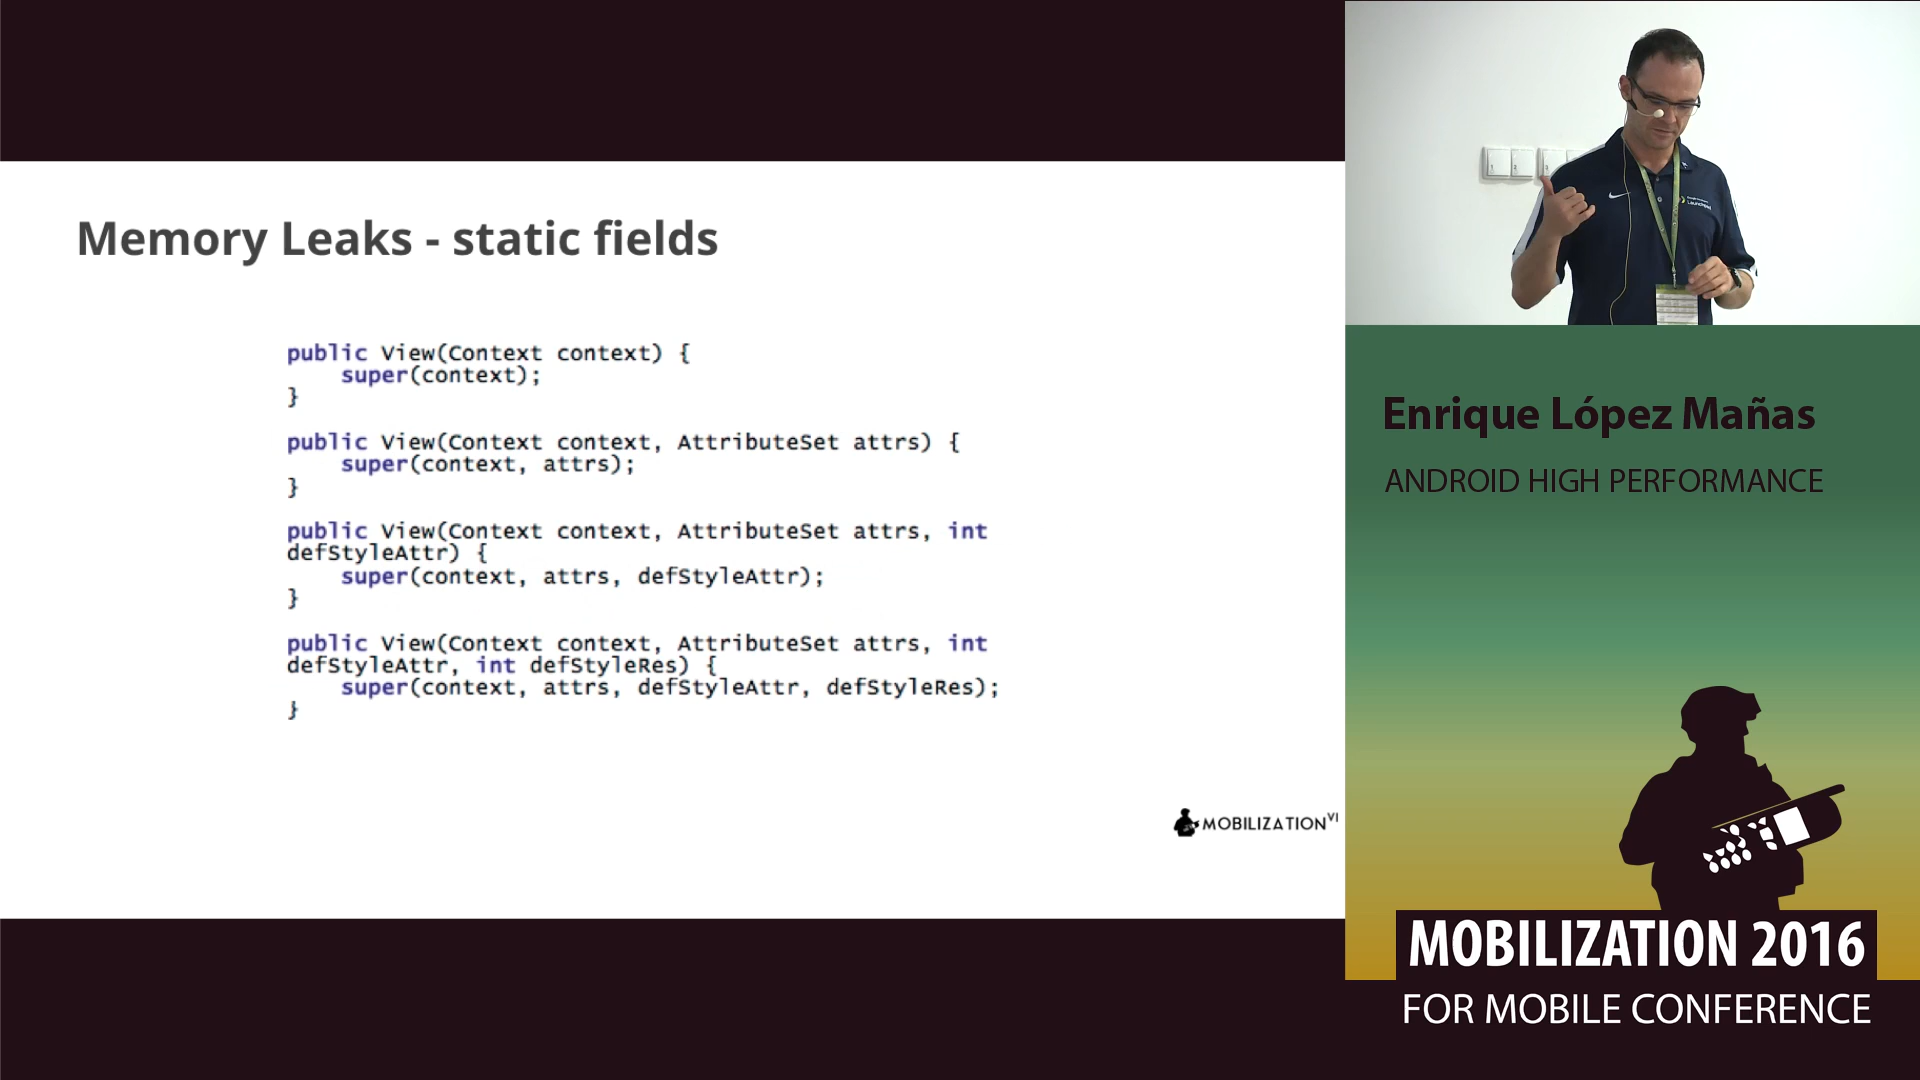 Memory Leaks - static fields
public View(Context context) {
    super(context);
}
public View(Context context, AttributeSet attrs) {
    super(context, attrs);
}
public View(Context context, AttributeSet attrs, int
defStyleAttr) {
    super(context, attrs, defStyleAttr);
}
public View(Context context, AttributeSet attrs, int
defStyleAttr, int defStyleRes) {
    super(context, attrs, defStyleAttr, defStyleRes);
}
MOBILIZATION VI
Enrique López Mañas
ANDROID HIGH PERFORMANCE
MOBILIZATION 2016
FOR MOBILE CONFERENCE